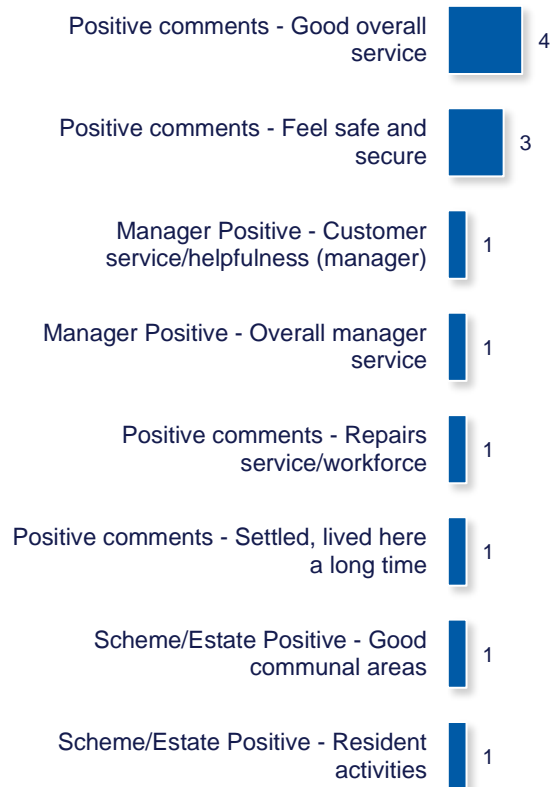 Positive comments - Good overall
service
4
Positive comments - Feel safe and
secure
3
Manager Positive - Customer
service/helpfulness (manager)
1
Manager Positive - Overall manager
service
1
Positive comments - Repairs
service/workforce
1
Positive comments - Settled, lived here
a long time
1
Scheme/Estate Positive - Good
communal areas
1
Scheme/Estate Positive - Resident
activities
1